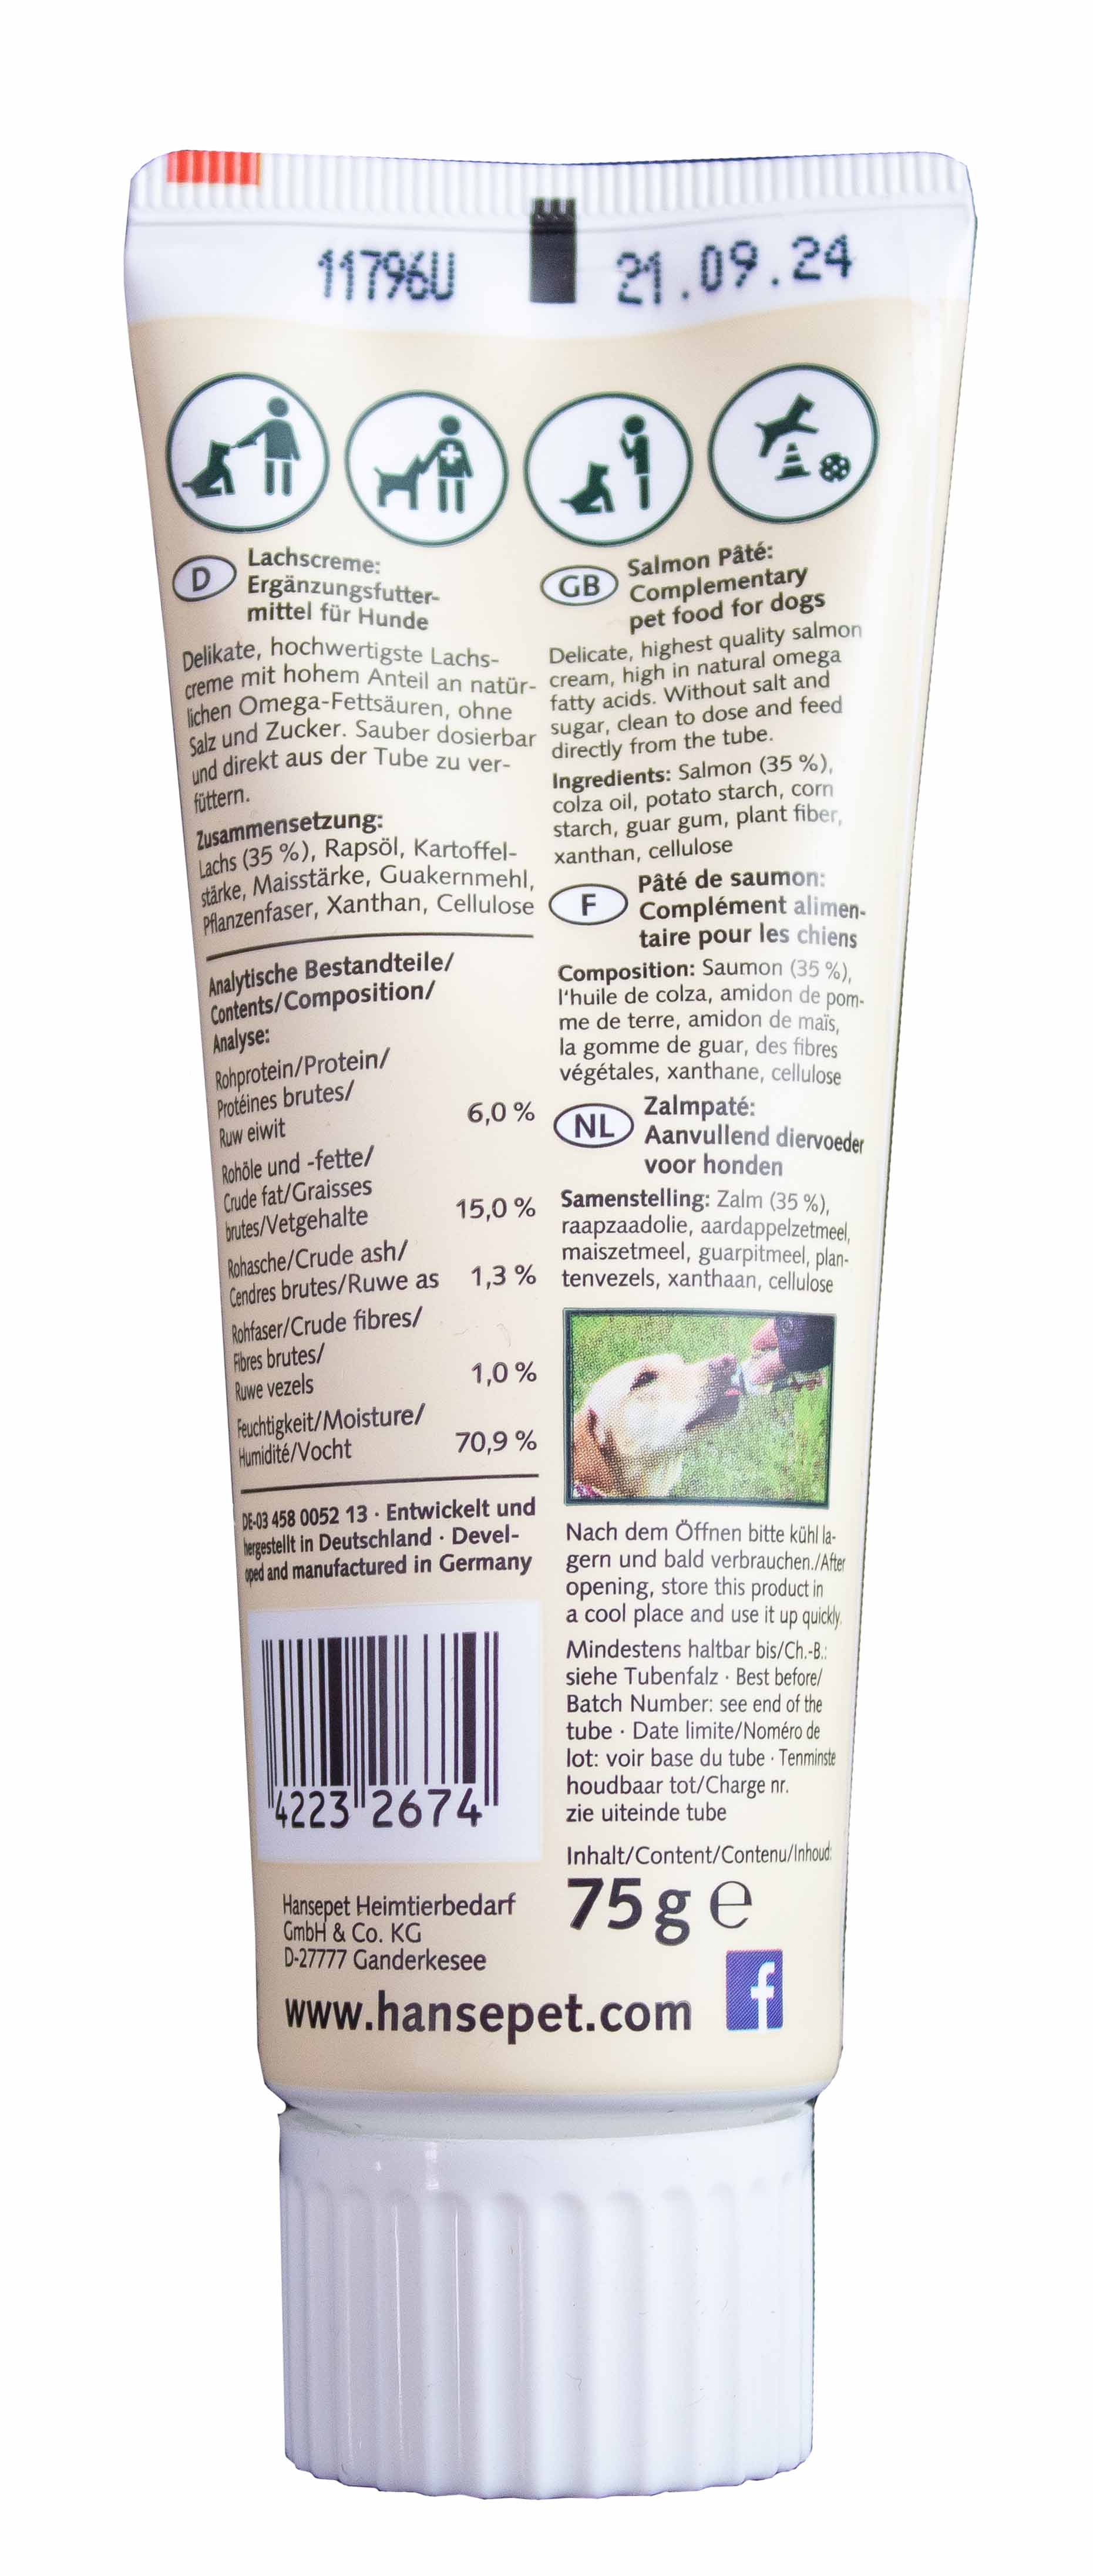 11796U
21.09.24
D
Lachscreme:
Ergänzungsfutter-
mittel für Hunde
Delikate, hochwertigste Lachs-
creme mit hohem Anteil an natür-
lichen Omega-Fettsäuren, ohne
Salz und Zucker. Sauber dosierbar
und direkt aus der Tube zu ver-
füttern.
Zusammensetzung:
Lachs (35 %), Rapsöl, Kartoffel-
stärke, Maisstärke, Guakernmehl,
Pflanzenfaser, Xanthan, Cellulose
Analytische Bestandteile/
Contents/Composition/
Analyse:
Rohprotein/Protein/
Protéines brutes/
Ruw eiwit 6,0 %
Rohöle und -fette/
Crude fat/Graisses
brutes/Vetgehalte 15,0 %
Rohasche/Crude ash/
Cendres brutes/Ruwe as 1,3 %
Rohfaser/Crude fibres/
Fibres brutes/
Ruwe vezels 1,0 %
Feuchtigkeit/Moisture/
Humidité/Vocht 70,9 %
DE-03 458 0052 13 · Entwickelt und
hergestellt in Deutschland · Devel-
oped and manufactured in Germany
4223 2674
Hansepet Heimtierbedarf
GmbH & Co. KG
D-27777 Ganderkesee
www.hansepet.com
GB
Salmon Pâté:
Complementary
pet food for dogs
Delicate, highest quality salmon
cream, high in natural omega
fatty acids. Without salt and
sugar, clean to dose and feed
directly from the tube.
Ingredients: Salmon (35 %),
colza oil, potato starch, corn
starch, guar gum, plant fiber,
xanthan, cellulose
F
Pâté de saumon:
Complément alimen-
taire pour les chiens
Composition: Saumon (35 %),
l'huile de colza, amidon de pom-
me de terre, amidon de maïs,
la gomme de guar, des fibres
végétales, xanthane, cellulose
NL
Zalmpaté:
Aanvullend diervoeder
voor honden
Samenstelling: Zalm (35 %),
raapzaadolie, aardappelzetmeel,
maiszetmeel, guarpitmeel, plan-
tenvezels, xanthaan, cellulose
Nach dem Öffnen bitte kühl la-
gern und bald verbrauchen./After
opening, store this product in
a cool place and use it up quickly.
Mindestens haltbar bis/Ch.-B.:
siehe Tubenfalz · Best before/
Batch Number: see end of the
tube · Date limite/Noméro de
lot: voir base du tube · Tenminste
houdbaar tot/Charge nr.
zie uiteinde tube
Inhalt/Content/Contenu/Inhoud:
75 g ℮
f